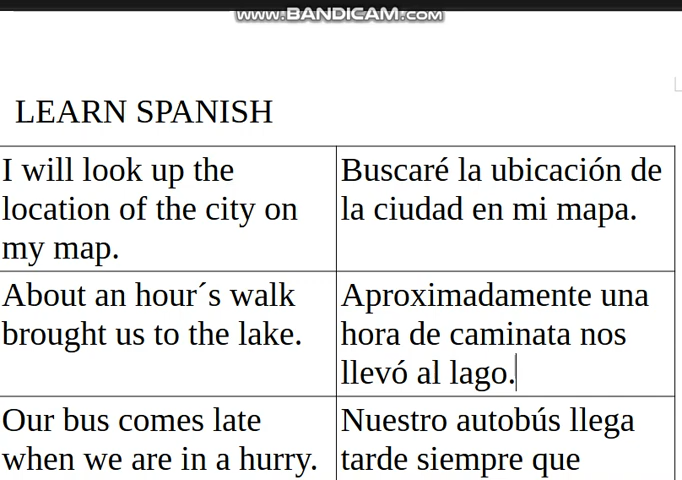 WWW.BANDICAM.COM
LEARN SPANISH
I will look up the
location of the city on
my map.
Buscaré la ubicación de
la ciudad en mi mapa.
About an hour´s walk
brought us to the lake.
Aproximadamente una
hora de caminata nos
llevó al lago.
Our bus comes late
when we are in a hurry.
Nuestro autobús llega
tarde siempre que